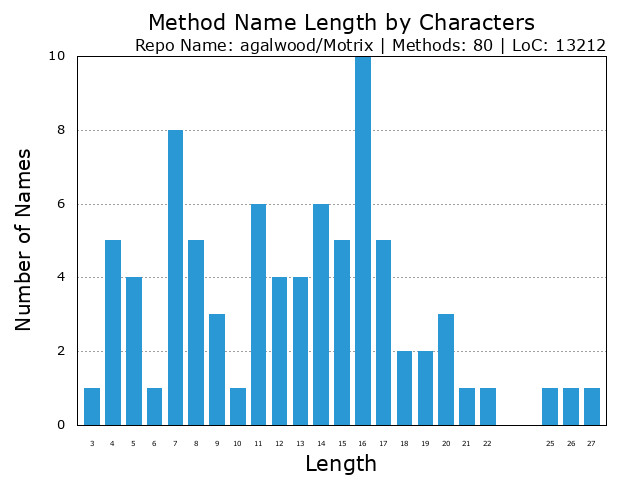 Method Name Length by Characters
Repo Name: agalwood/Motrix | Methods: 80 | LoC: 13212
Number of Names
10
8
6
4
2
0
3 4 5 6 7 8 9 10 11 12 13 14 15 16 17 18 19 20 21 22 25 26 27
Length